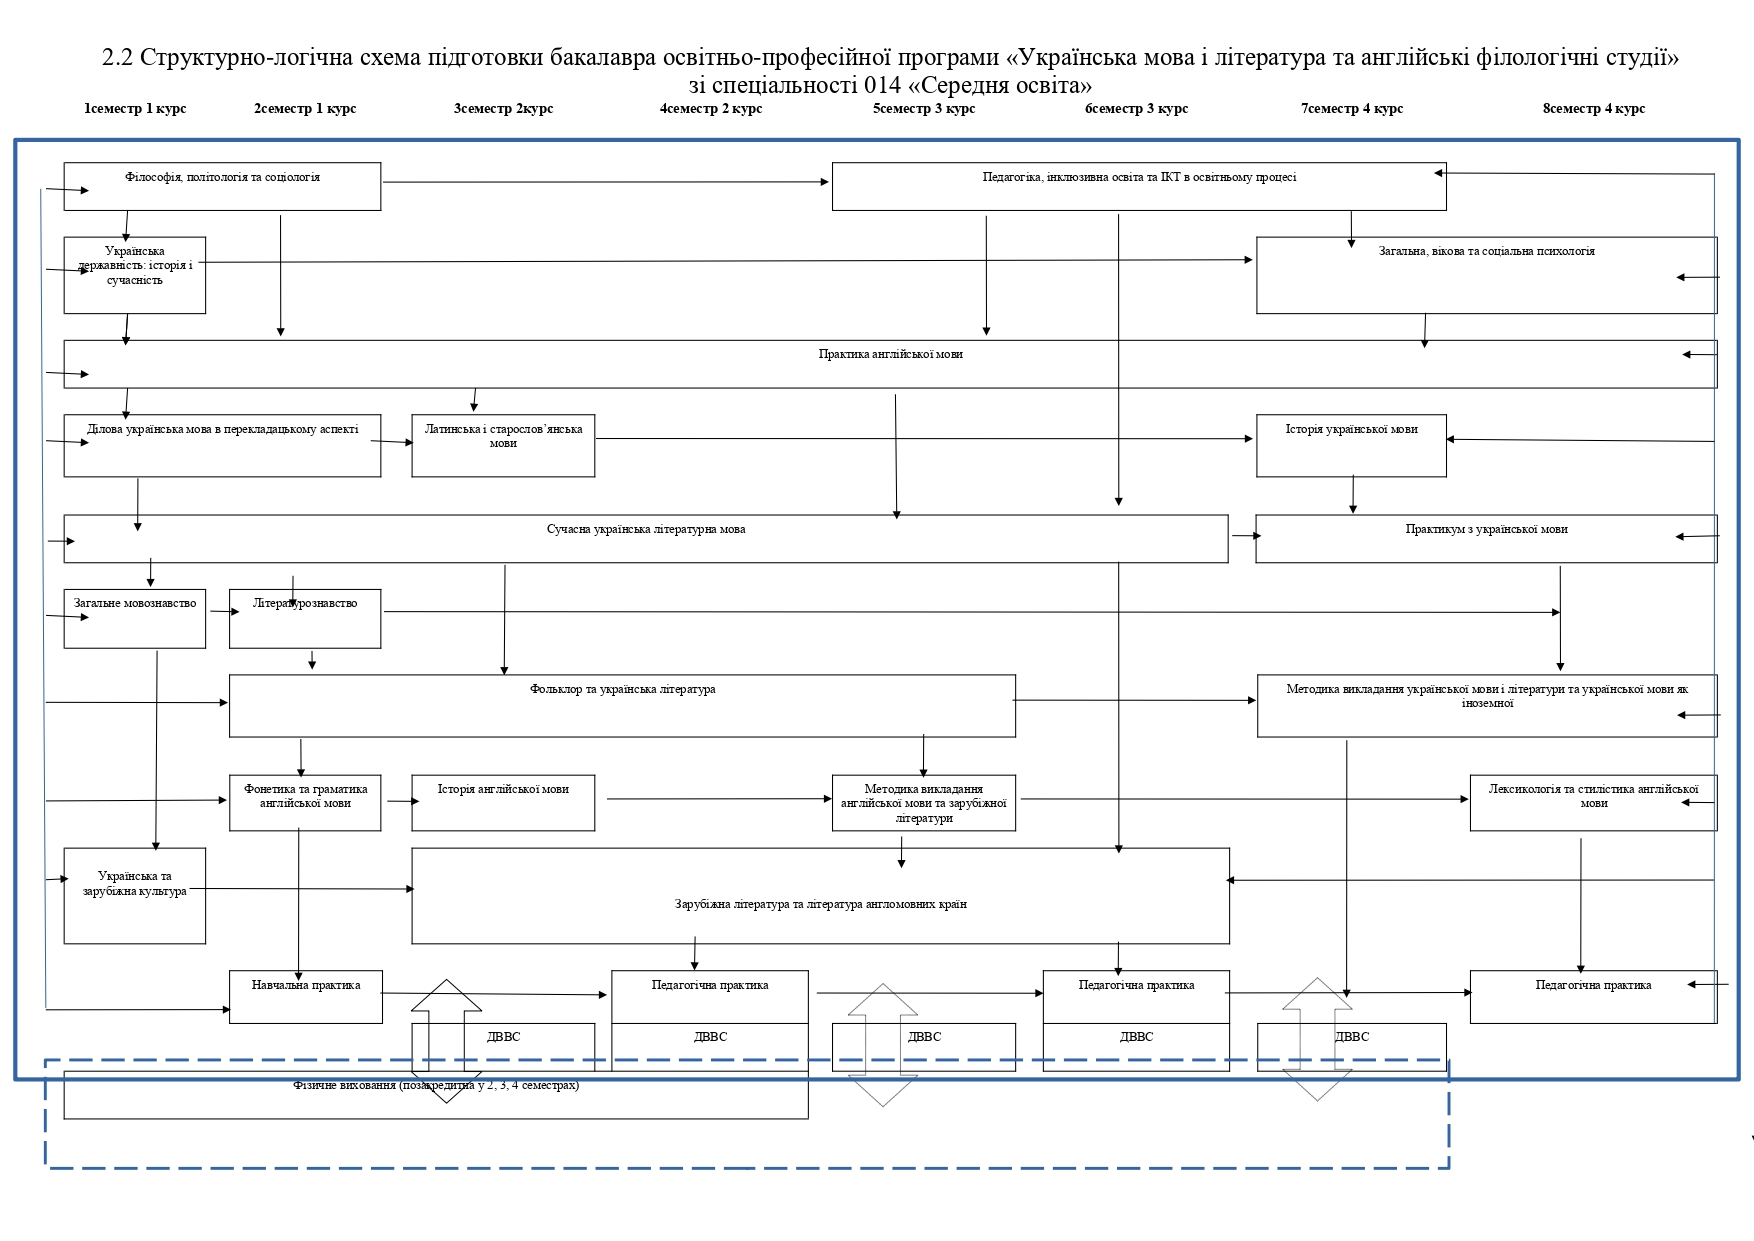 2.2 Структурно-логічна схема підготовки бакалавра освітньо-професійної програми «Українська мова і література та англійські філологічні студії»
зі спеціальності 014 «Середня освіта»
1семестр 1 курс 2семестр 1 курс 3семестр 2курс 4семестр 2 курс 5семестр 3 курс 6семестр 3 курс 7семестр 4 курс 8семестр 4 курс
Філософія, політологія та соціологія
Педагогіка, інклюзивна освіта та ІКТ в освітньому процесі
Українська
державність: історія і
сучасність
Загальна, вікова та соціальна психологія
Практика англійської мови
Ділова українська мова в перекладацькому аспекті
Латинська і старослов’янська
мови
Історія української мови
Сучасна українська літературна мова
Практикум з української мови
Загальне мовознавство
Літературознавство
Фольклор та українська література
Методика викладання української мови і літератури та української мови як
іноземної
Фонетика та граматика
англійської мови
Історія англійської мови
Методика викладання
англійської мови та зарубіжної
літератури
Лексикологія та стилістика англійської
мови
Українська та
зарубіжна культура
Зарубіжна література та література англомовних країн
Навчальна практика
Педагогічна практика
Педагогічна практика
Педагогічна практика
ДВВС
ДВВС
ДВВС
ДВВС
ДВВС
Фізичне виховання (позакредитна у 2, 3, 4 семестрах)